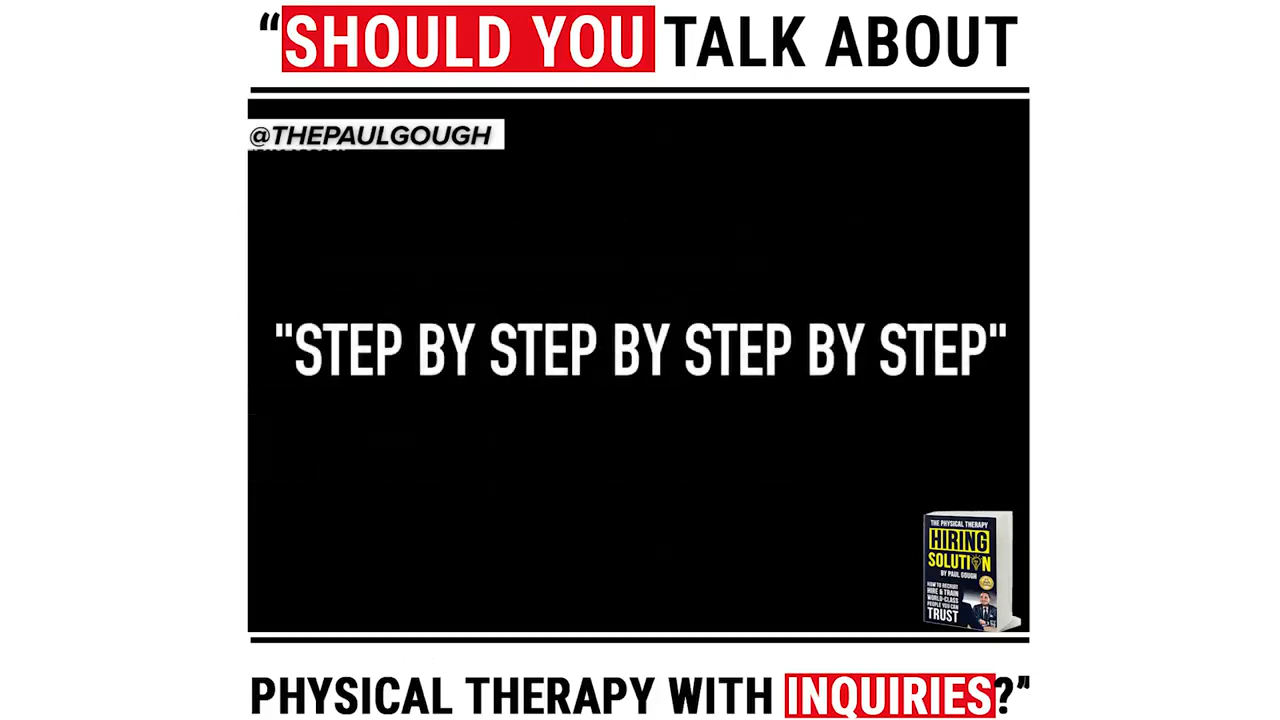 “SHOULD YOU TALK ABOUT
@THEPAULGOUGH
"STEP BY STEP BY STEP BY STEP"
THE PHYSICAL THERAPY
HIRING
SOLUTION
BY PAUL GOUGH
HOW TO RECRUIT
HIRE & TRAIN
WORLD-CLASS
PEOPLE YOU CAN
TRUST
PHYSICAL THERAPY WITH INQUIRIES?”